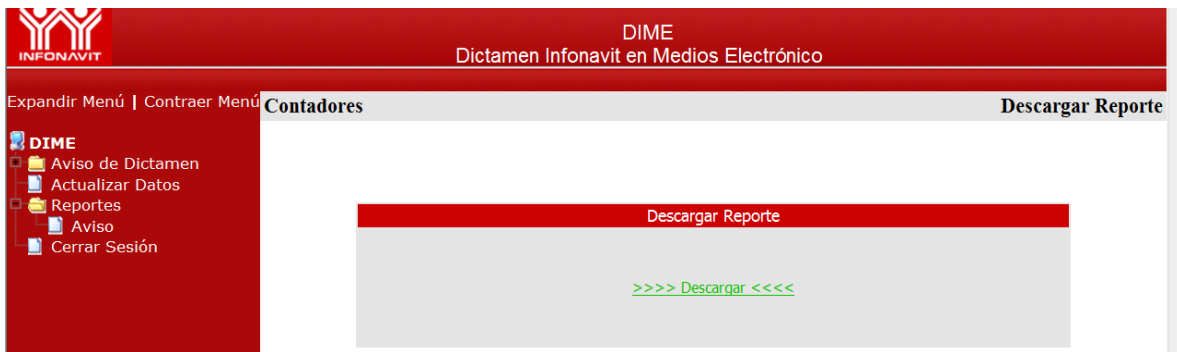 INFONAVIT
DIME
Dictamen Infonavit en Medios Electrónico
Expandir Menú | Contraer Menú
Contadores
Descargar Reporte
DIME
Aviso de Dictamen
Actualizar Datos
Reportes
Aviso
Cerrar Sesión
Descargar Reporte
>>>> Descargar <<<<